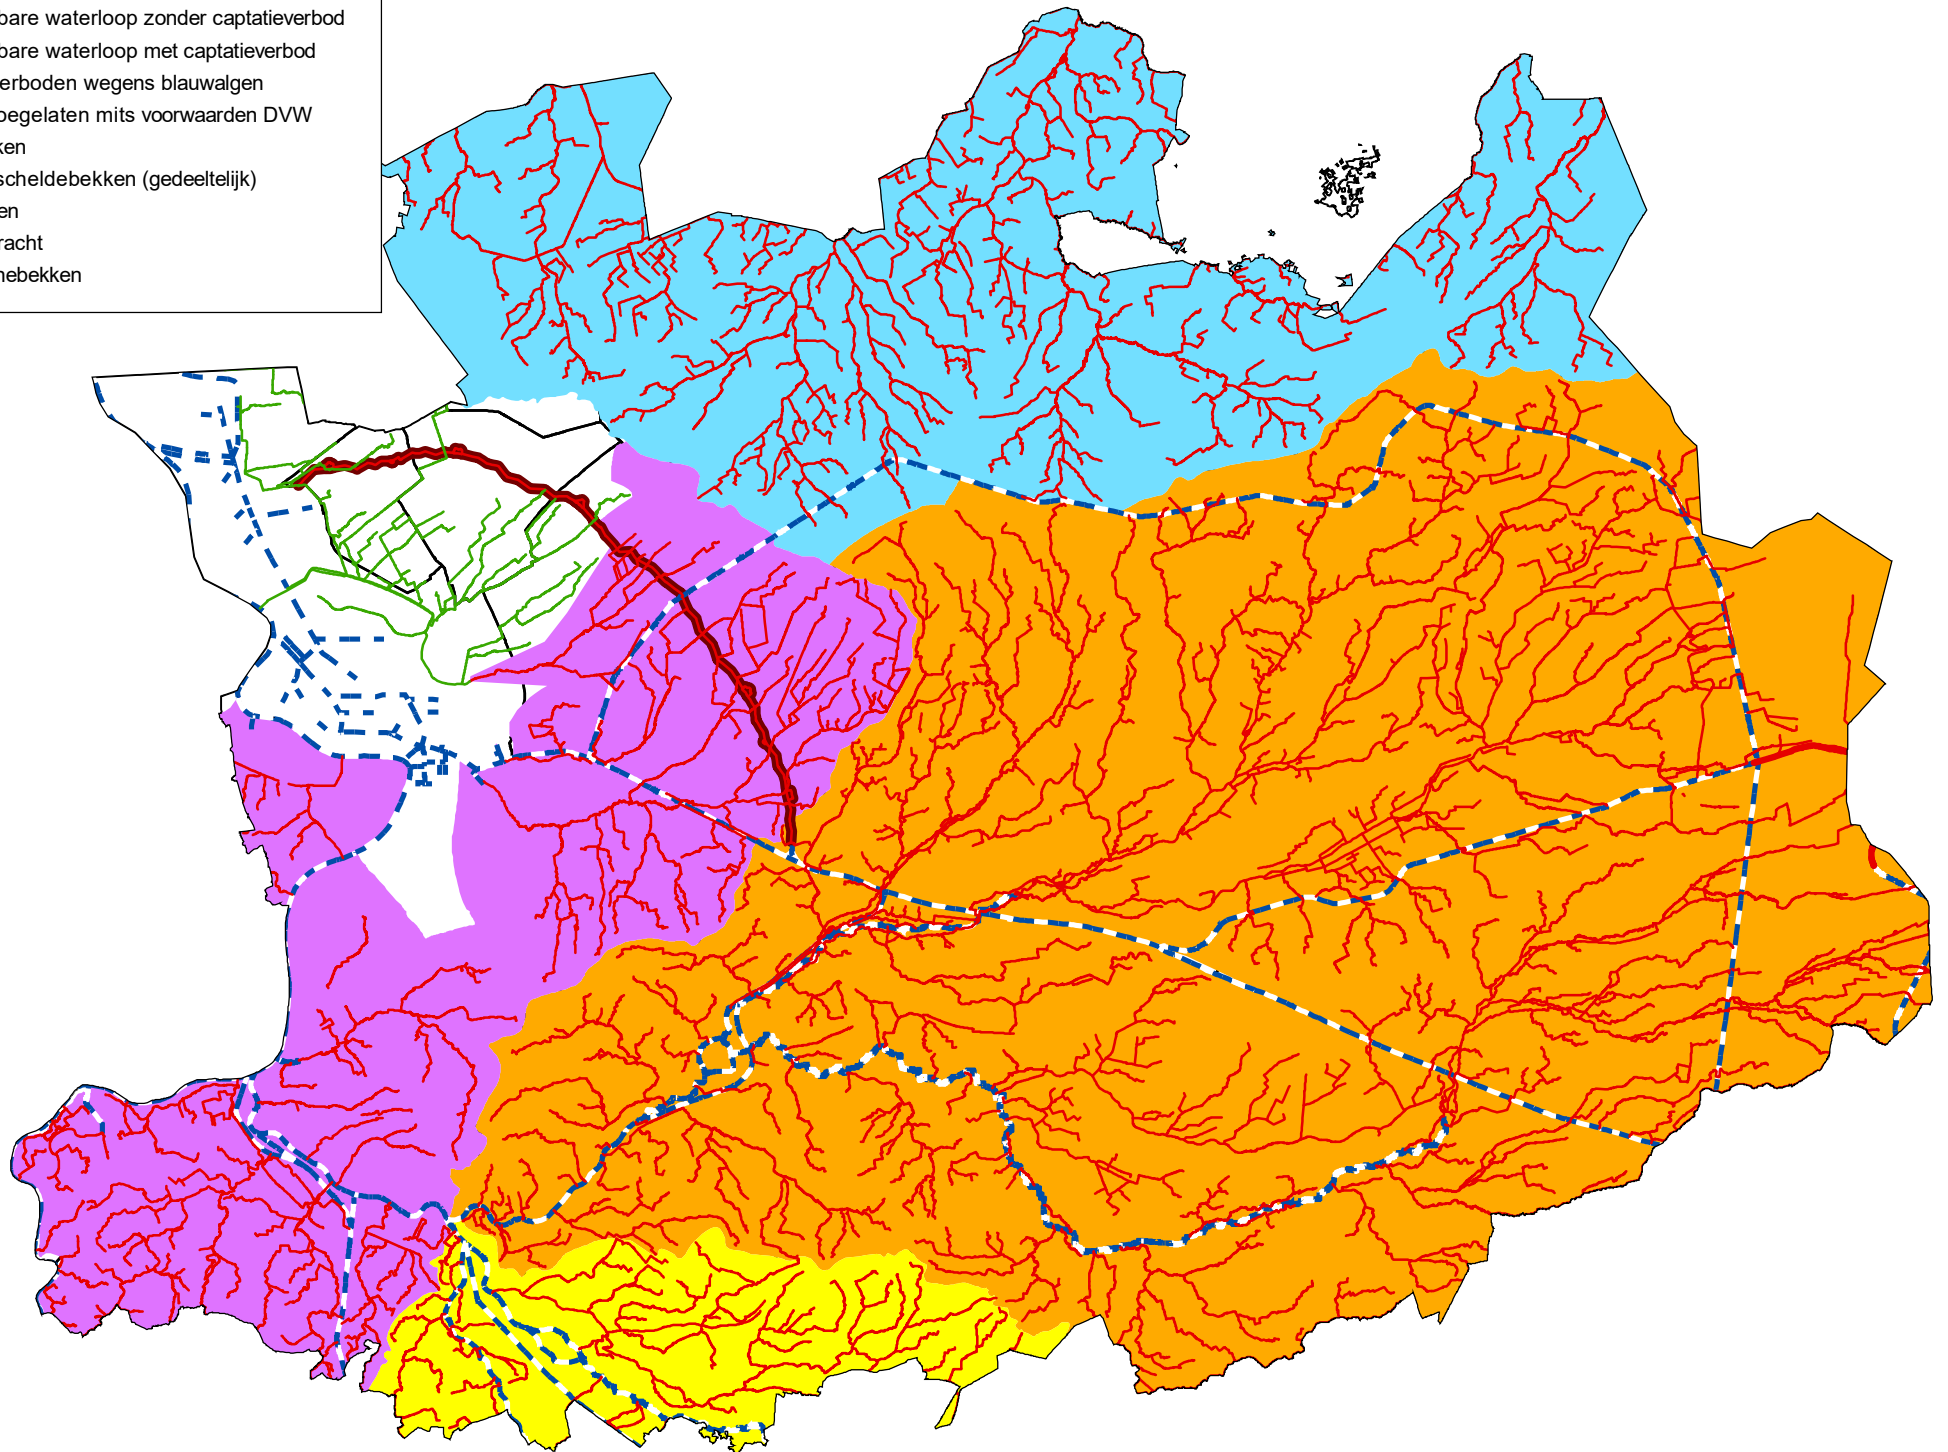 bare waterloop zonder captatieverbod
bare waterloop met captatieverbod
erboden wegens blauwalgen
oegelaten mits voorwaarden DVW
ken
scheldebekken (gedeeltelijk)
en
racht
nebekken